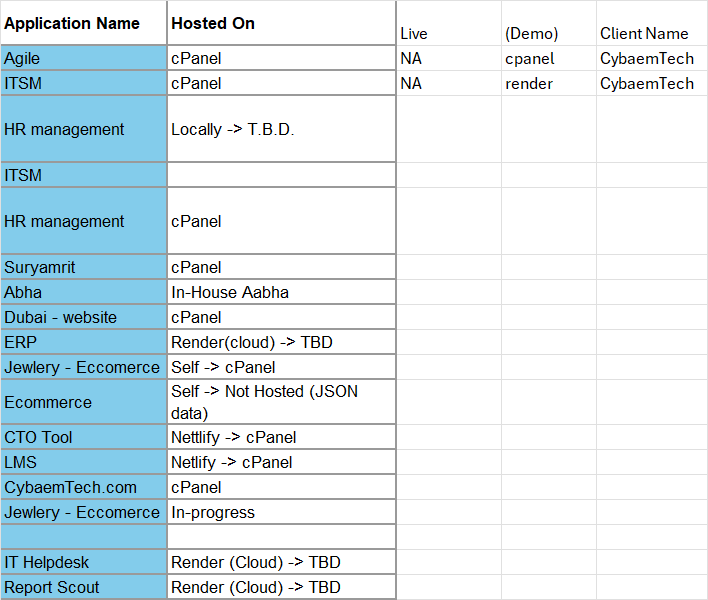 Application Name Hosted On Live (Demo) Client Name
Agile cPanel NA cpanel CybaemTech
ITSM cPanel NA render CybaemTech
HR management Locally -> T.B.D.
ITSM
HR management cPanel
Suryamrit cPanel
Abha In-House Aabha
Dubai - website cPanel
ERP Render(cloud) -> TBD
Jewlery - Eccomerce Self -> cPanel
Ecommerce Self -> Not Hosted (JSON
data)
CTO Tool Nettlify -> cPanel
LMS Netlify -> cPanel
CybaemTech.com cPanel
Jewlery - Eccomerce In-progress
IT Helpdesk Render (Cloud) -> TBD
Report Scout Render (Cloud) -> TBD